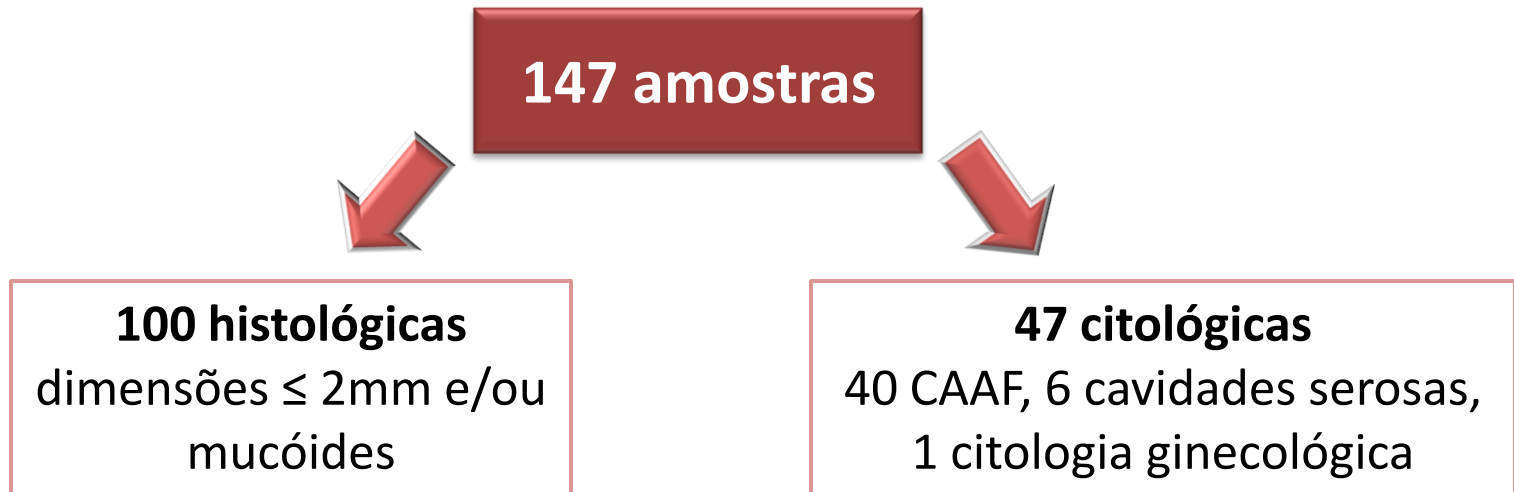 147 amostras
100 histológicas
dimensões ≤ 2mm e/ou
mucóides
47 citológicas
40 CAAF, 6 cavidades serosas,
1 citologia ginecológica